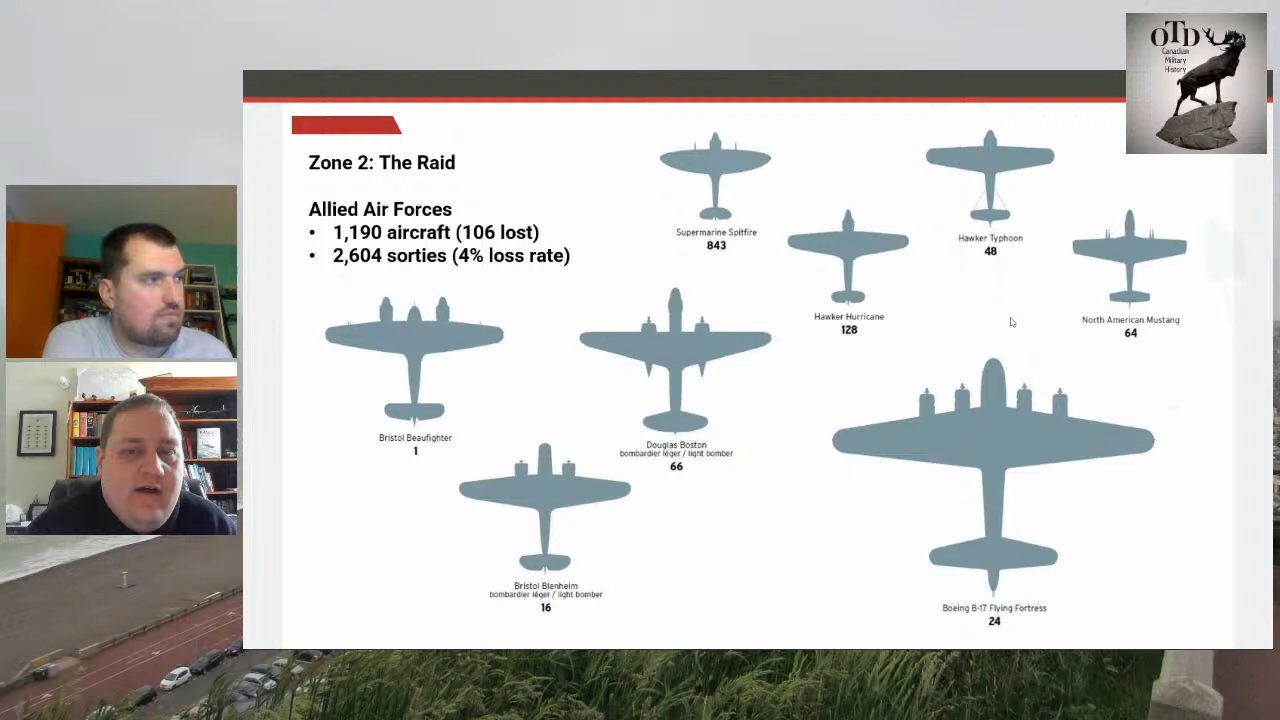 OTD
Canadian
Military
History
Zone 2: The Raid
Allied Air Forces
• 1,190 aircraft (106 lost)
• 2,604 sorties (4% loss rate)
Supermarine Spitfire
843
Hawker Typhoon
48
Hawker Hurricane
128
North American Mustang
64
Bristol Beaufighter
1
Douglas Boston
bombardier léger / light bomber
66
Bristol Blenheim
bombardier léger / light bomber
16
Boeing B-17 Flying Fortress
24